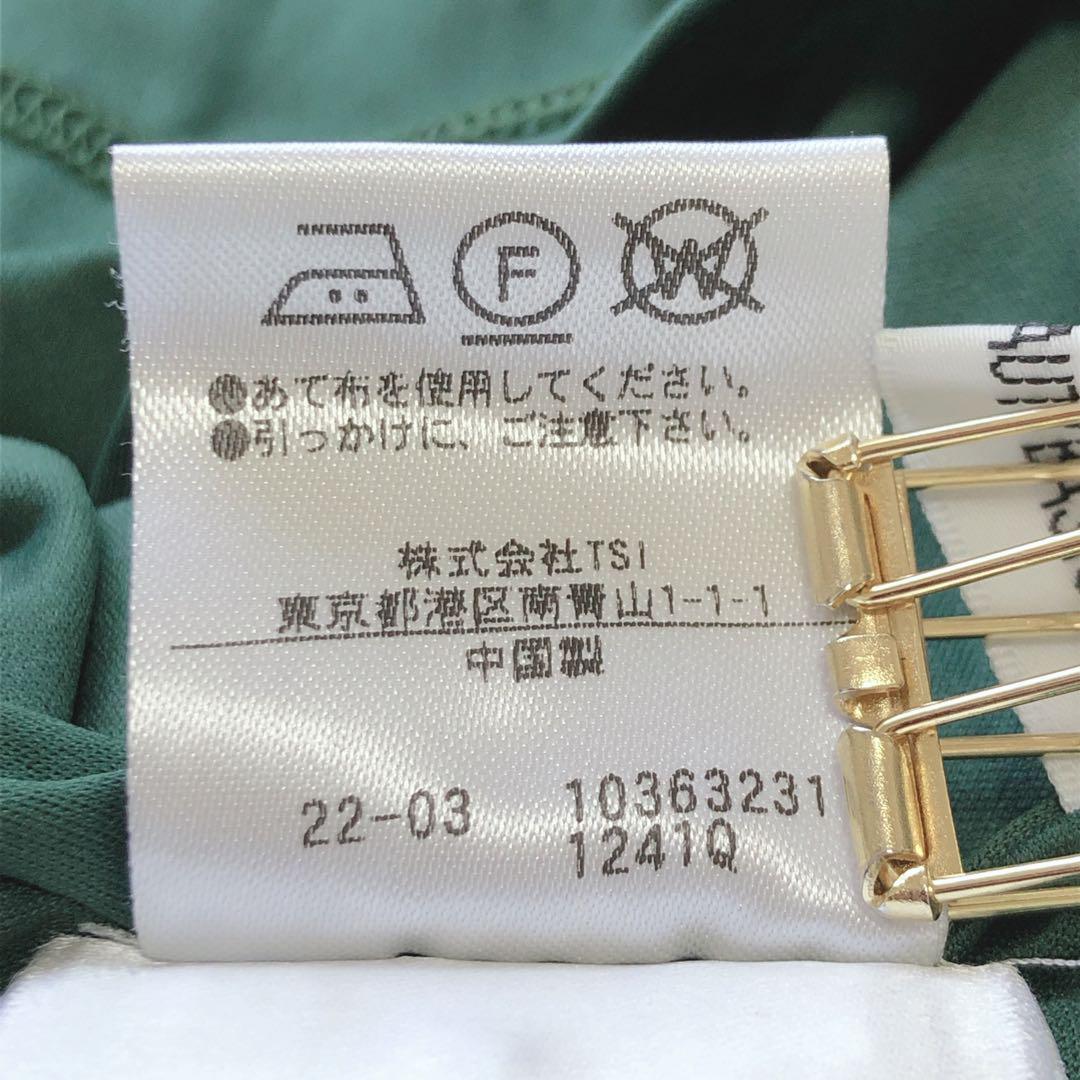 F
W
●あて布を使用してください。
●引っかけに、ご注意下さい。
株式会社TSI
東京都港区南青山1-1-1
中国製
22-03 10363231
1241Q